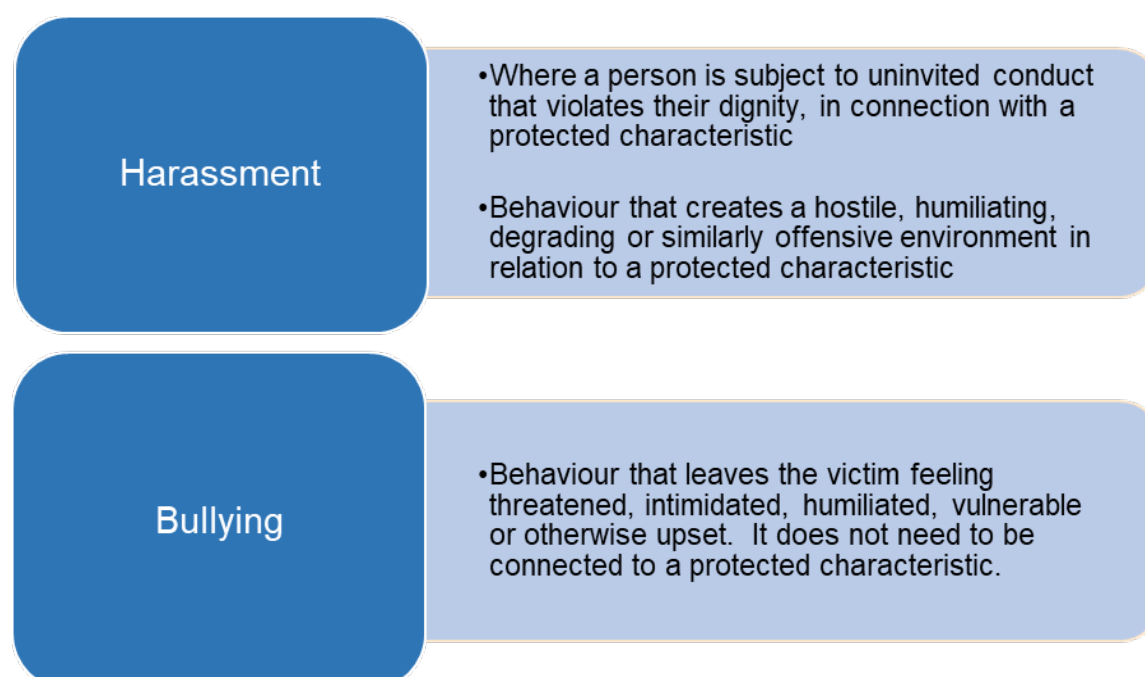 Harassment
•Where a person is subject to uninvited conduct
that violates their dignity, in connection with a
protected characteristic
•Behaviour that creates a hostile, humiliating,
degrading or similarly offensive environment in
relation to a protected characteristic
Bullying
•Behaviour that leaves the victim feeling
threatened, intimidated, humiliated, vulnerable
or otherwise upset.  It does not need to be
connected to a protected characteristic.